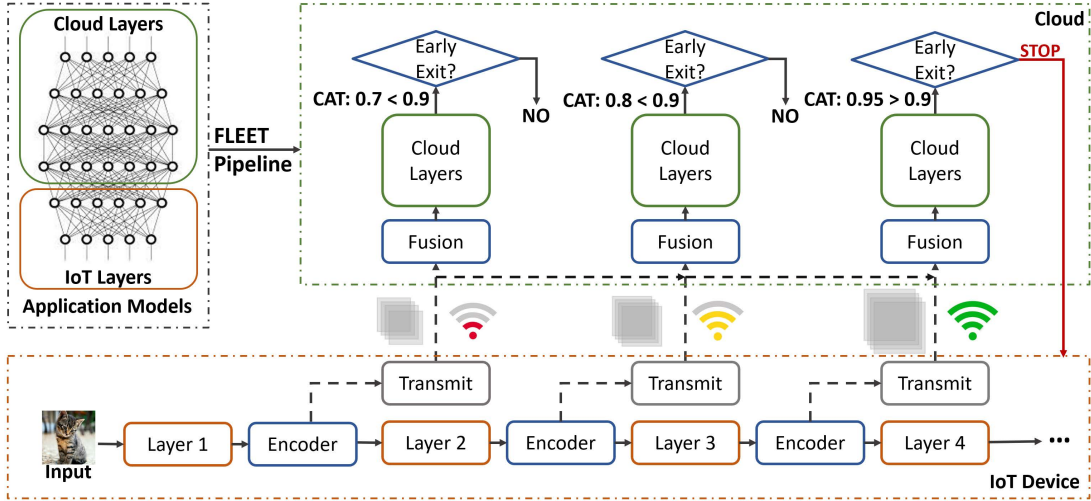 Cloud Layers
IoT Layers
Application Models
FLEET
Pipeline
Cloud
Early
Exit?
CAT: 0.7 < 0.9
NO
Cloud
Layers
Fusion
Early
Exit?
CAT: 0.8 < 0.9
NO
Cloud
Layers
Fusion
Early
Exit?
STOP
CAT: 0.95 > 0.9
Cloud
Layers
Fusion
Transmit
Transmit
Transmit
Input
Layer 1
Encoder
Layer 2
Encoder
Layer 3
Encoder
Layer 4
...
IoT Device